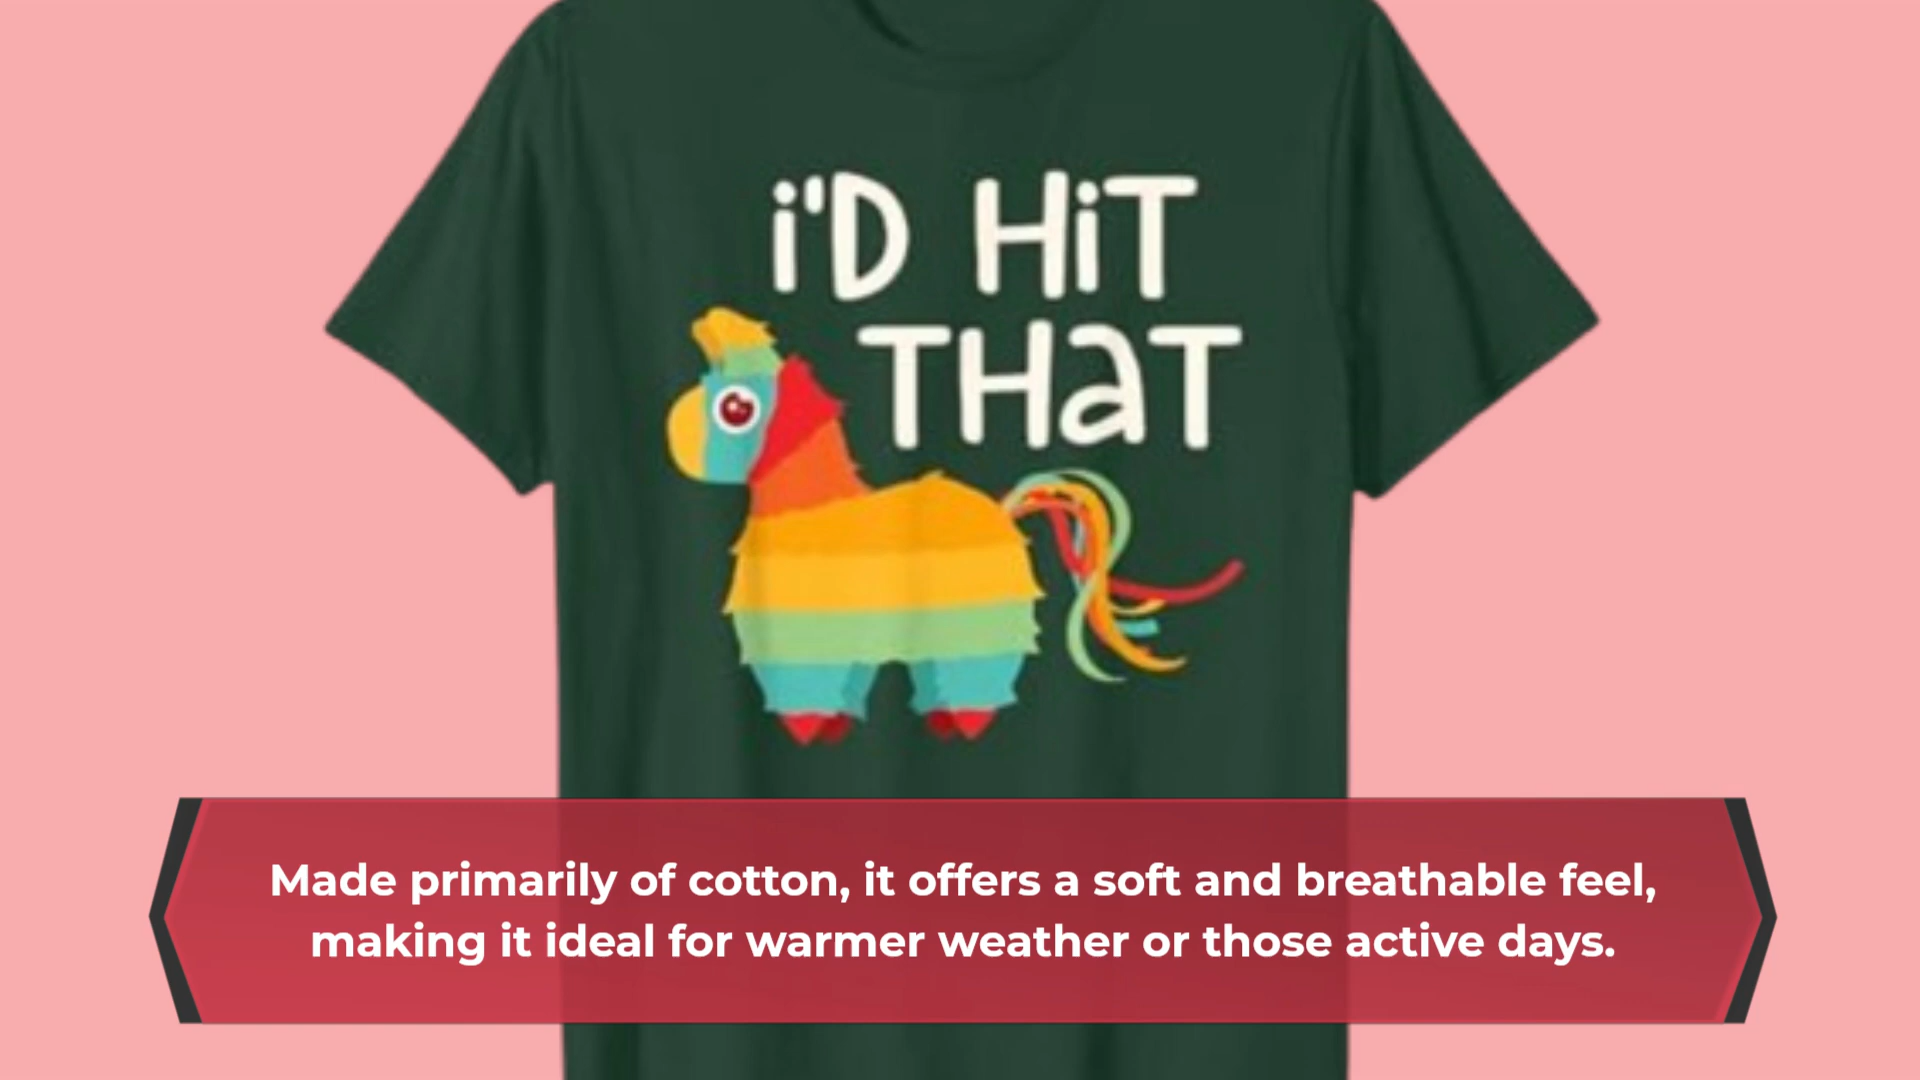 i'D HiT
THaT
Made primarily of cotton, it offers a soft and breathable feel,
making it ideal for warmer weather or those active days.